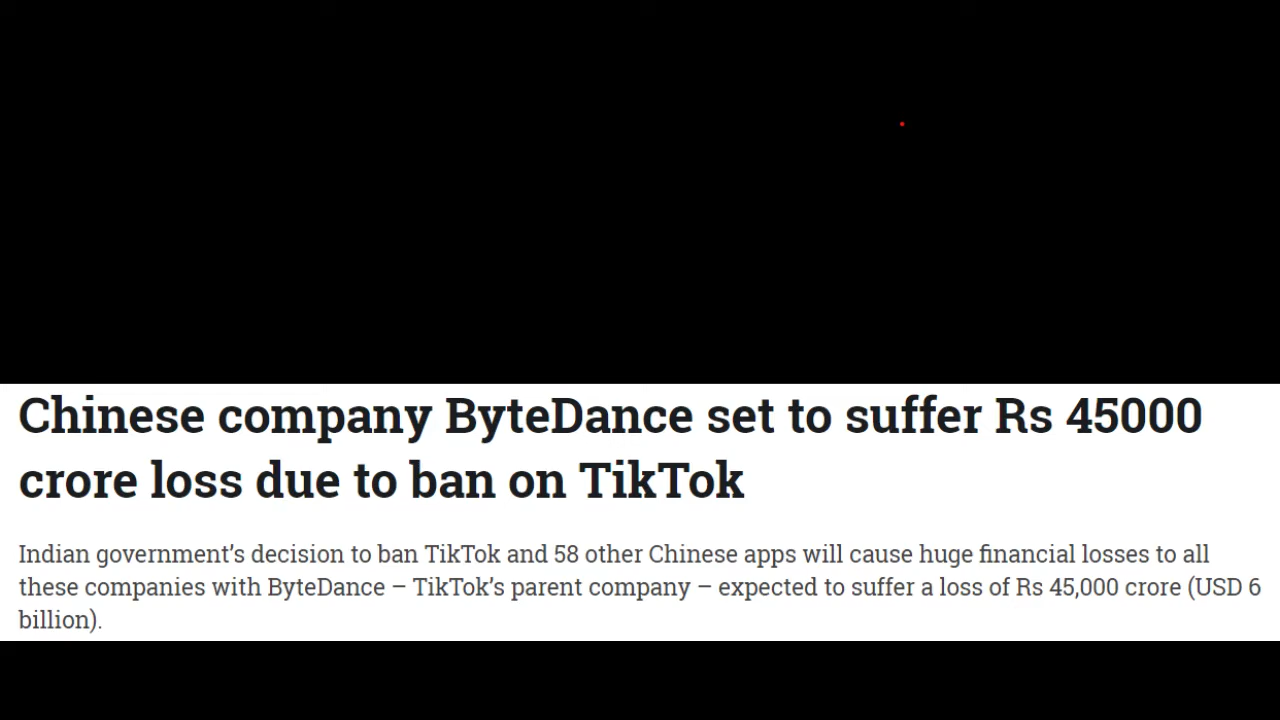 Chinese company ByteDance set to suffer Rs 45000
crore loss due to ban on TikTok
Indian government’s decision to ban TikTok and 58 other Chinese apps will cause huge financial losses to all
these companies with ByteDance – TikTok’s parent company – expected to suffer a loss of Rs 45,000 crore (USD 6
billion).